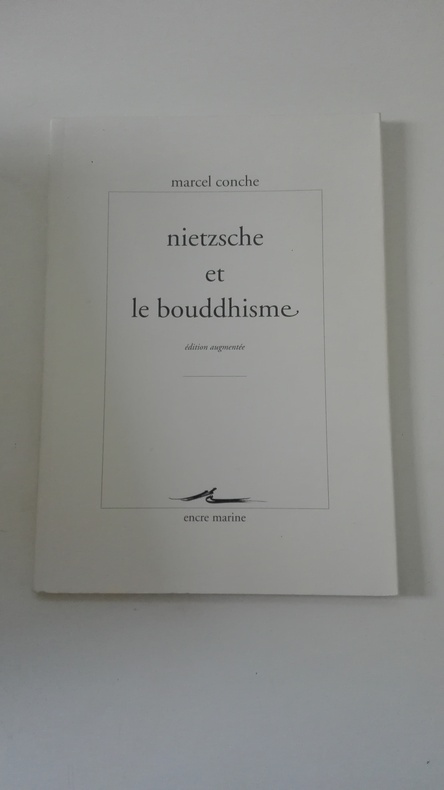 marcel conche
nietzsche
et
le bouddhisme
édition augmentée
encre marine